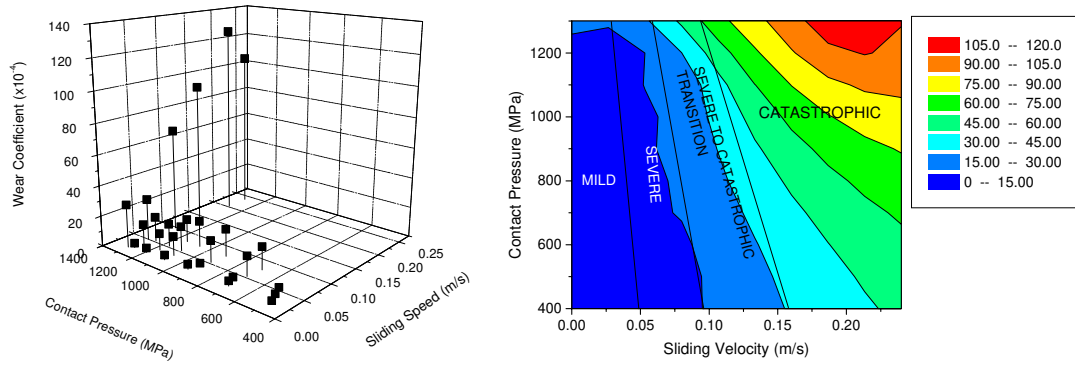 140
120
100
80
60
40
20
0
Wear Coefficient (x10⁻⁴)
1400
1200
1000
800
600
400
Contact Pressure (MPa)
0.00
0.05
0.10
0.15
0.20
0.25
Sliding Speed (m/s)
1200
1000
800
600
400
Contact Pressure (MPa)
0.00
0.05
0.10
0.15
0.20
Sliding Velocity (m/s)
MILD
SEVERE
SEVERE TO CATASTROPHIC
TRANSITION
CATASTROPHIC
105.0 -- 120.0
90.00 -- 105.0
75.00 -- 90.00
60.00 -- 75.00
45.00 -- 60.00
30.00 -- 45.00
15.00 -- 30.00
0 -- 15.00